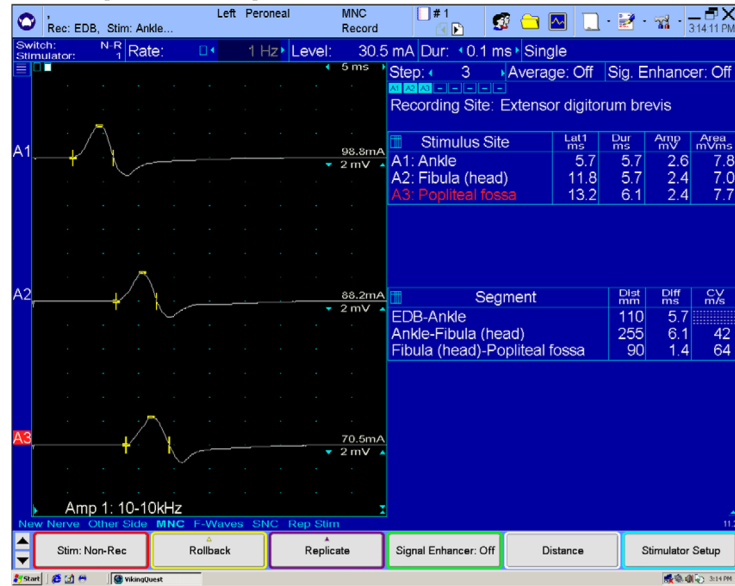 Left Peroneal MNC #1
Rec: EDB, Stim: Ankle... Record 3:14:11 PM
Switch: N-R Rate: 1 Hz Level: 30.5 mA Dur: 0.1 ms Single
Stimulator: 1
5 ms Step: 3 Average: Off Sig. Enhancer: Off
A1 A2 A3
Recording Site: Extensor digitorum brevis
Stimulus Site Lat1 ms Dur ms Amp mV Area mVms
A1: Ankle 5.7 5.7 2.6 7.8
A2: Fibula (head) 11.8 5.7 2.4 7.0
A3: Popliteal fossa 13.2 6.1 2.4 7.7
A1 98.8mA
2 mV
A2 88.2mA
2 mV
A3 70.5mA
2 mV
Segment Dist mm Diff ms CV m/s
EDB-Ankle 110 5.7
Ankle-Fibula (head) 255 6.1 42
Fibula (head)-Popliteal fossa 90 1.4 64
Amp 1: 10-10kHz
New Nerve Other Side MNC F-Waves SNC Rep Stim
Stim: Non-Rec Rollback Replicate Signal Enhancer: Off Distance Stimulator Setup
Start VikingQuest 3:14 PM